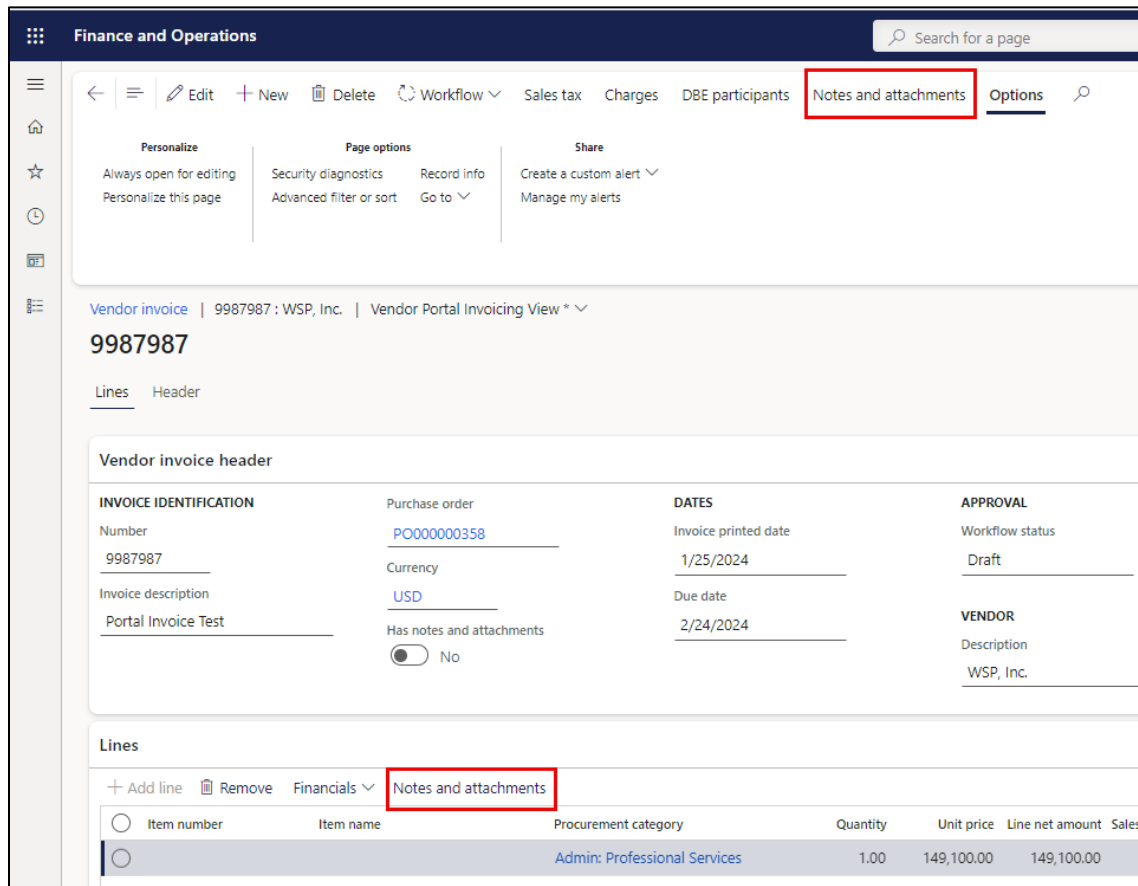 Finance and Operations
Search for a page
Edit New Delete Workflow Sales tax Charges DBE participants Notes and attachments Options
Personalize Page options Share
Always open for editing Security diagnostics Record info Create a custom alert
Personalize this page Advanced filter or sort Go to Manage my alerts
Vendor invoice | 9987987 : WSP, Inc. | Vendor Portal Invoicing View *
9987987
Lines Header
Vendor invoice header
INVOICE IDENTIFICATION
Number
9987987
Invoice description
Portal Invoice Test
Purchase order
PO000000358
Currency
USD
Has notes and attachments
No
DATES
Invoice printed date
1/25/2024
Due date
2/24/2024
APPROVAL
Workflow status
Draft
VENDOR
Description
WSP, Inc.
Lines
Add line Remove Financials Notes and attachments
Item number Item name Procurement category Quantity Unit price Line net amount Sales
Admin: Professional Services 1.00 149,100.00 149,100.00